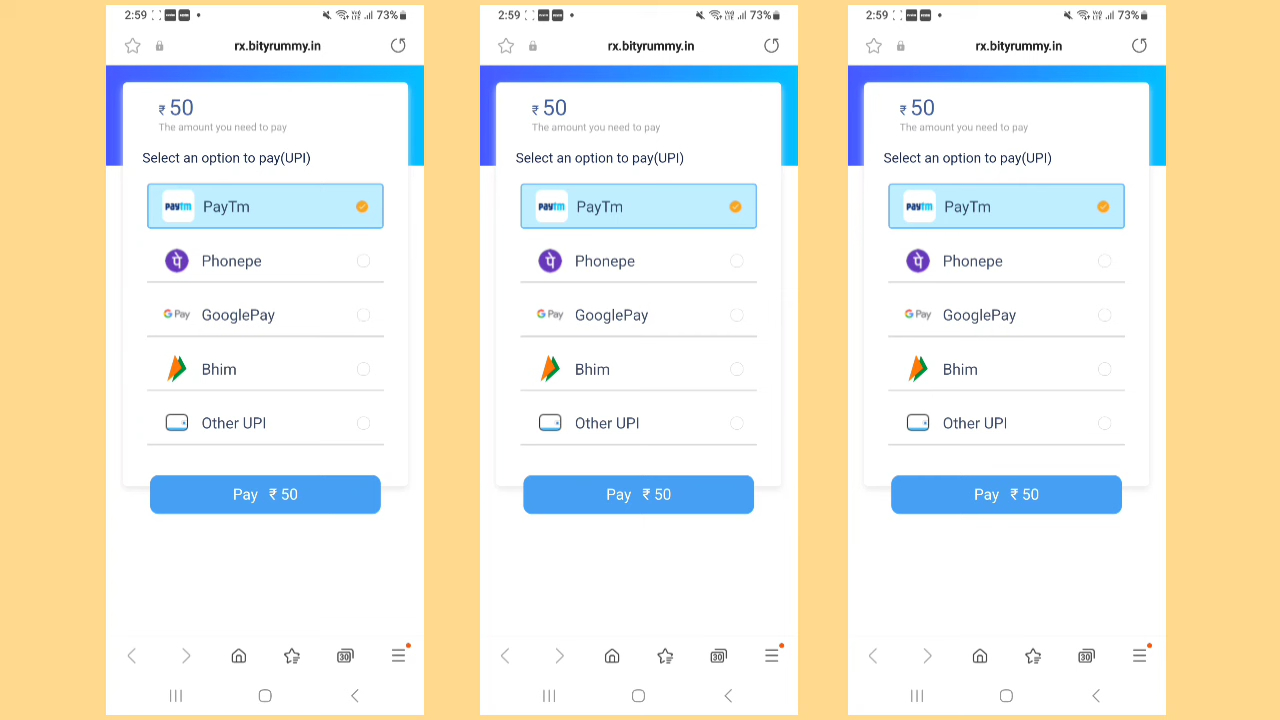 2:59 73%
rx.bityrummy.in
₹ 50
The amount you need to pay
Select an option to pay(UPI)
Paytm PayTm
पे Phonepe
G Pay GooglePay
Bhim
Other UPI
Pay ₹ 50
30
2:59 73%
rx.bityrummy.in
₹ 50
The amount you need to pay
Select an option to pay(UPI)
Paytm PayTm
पे Phonepe
G Pay GooglePay
Bhim
Other UPI
Pay ₹ 50
30
2:59 73%
rx.bityrummy.in
₹ 50
The amount you need to pay
Select an option to pay(UPI)
Paytm PayTm
पे Phonepe
G Pay GooglePay
Bhim
Other UPI
Pay ₹ 50
30